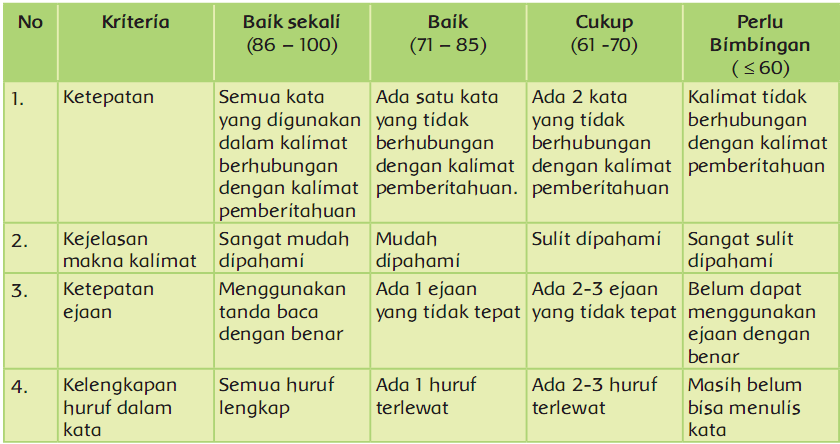 No
Kriteria
Baik sekali
(86 – 100)
Baik
(71 – 85)
Cukup
(61 -70)
Perlu
Bimbingan
( ≤ 60)
1.
Ketepatan
Semua kata
yang digunakan
dalam kalimat
berhubungan
dengan kalimat
pemberitahuan
Ada satu kata
yang tidak
berhubungan
dengan kalimat
pemberitahuan.
Ada 2 kata
yang tidak
berhubungan
dengan kalimat
pemberitahuan
Kalimat tidak
berhubungan
dengan kalimat
pemberitahuan
2.
Kejelasan
makna kalimat
Sangat mudah
dipahami
Mudah
dipahami
Sulit dipahami
Sangat sulit
dipahami
3.
Ketepatan
ejaan
Menggunakan
tanda baca
dengan benar
Ada 1 ejaan
yang tidak tepat
Ada 2-3 ejaan
yang tidak tepat
Belum dapat
menggunakan
ejaan dengan
benar
4.
Kelengkapan
huruf dalam
kata
Semua huruf
lengkap
Ada 1 huruf
terlewat
Ada 2-3 huruf
terlewat
Masih belum
bisa menulis
kata